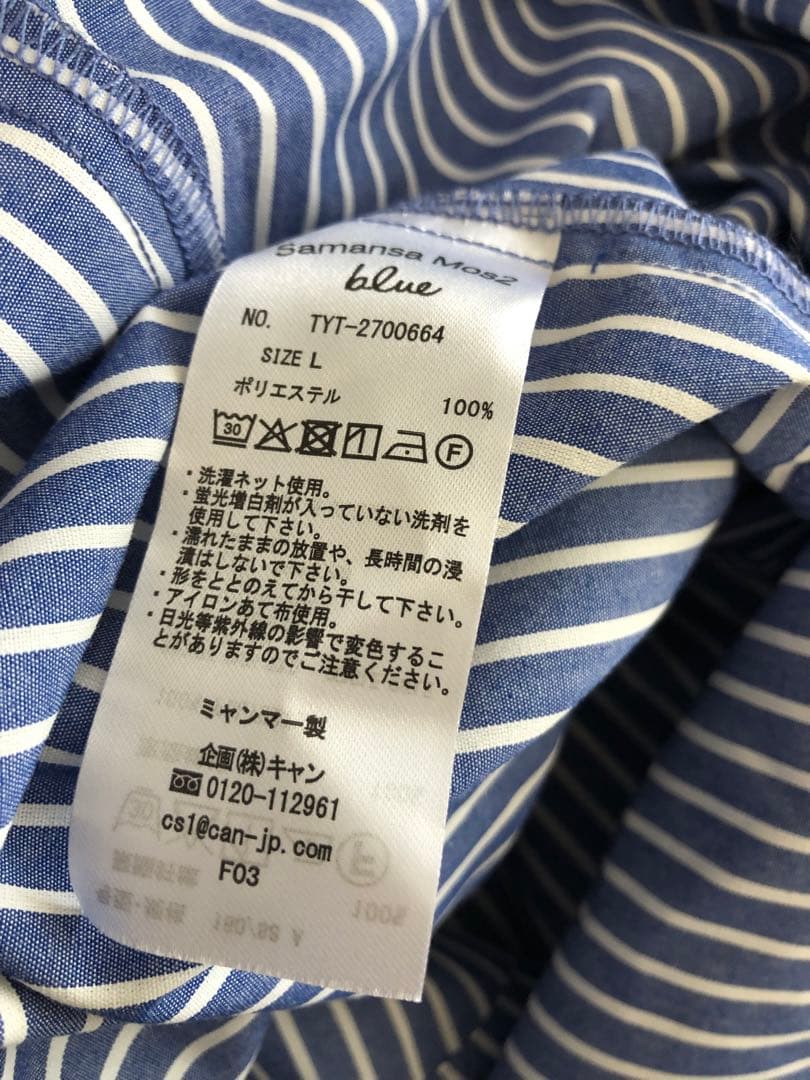 Samansa Mos2
blue
NO. TYT-2700664
SIZE L
ポリエステル 100%
30 F
・洗濯ネット使用。
・蛍光増白剤が入っていない洗剤を
使用して下さい。
・濡れたままの放置や、長時間の浸
漬はしないで下さい。
・形をととのえてから干して下さい。
・アイロンあて布使用。
・日光等紫外線の影響で変色するこ
とがありますのでご注意ください。
ミャンマー製
企画(株)キャン
0120-112961
cs1@can-jp.com
F03